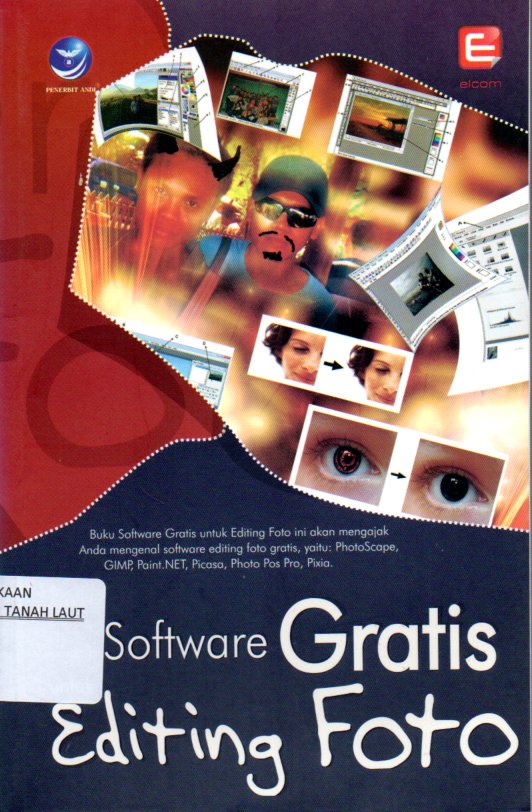 PENERBIT ANDI
elcom
Buku Software Gratis untuk Editing Foto ini akan mengajak
Anda mengenal software editing foto gratis, yaitu: PhotoScape,
GIMP, Paint.NET, Picasa, Photo Pos Pro, Pixia.
KAAN
TANAH LAUT
Software Gratis
Editing Foto